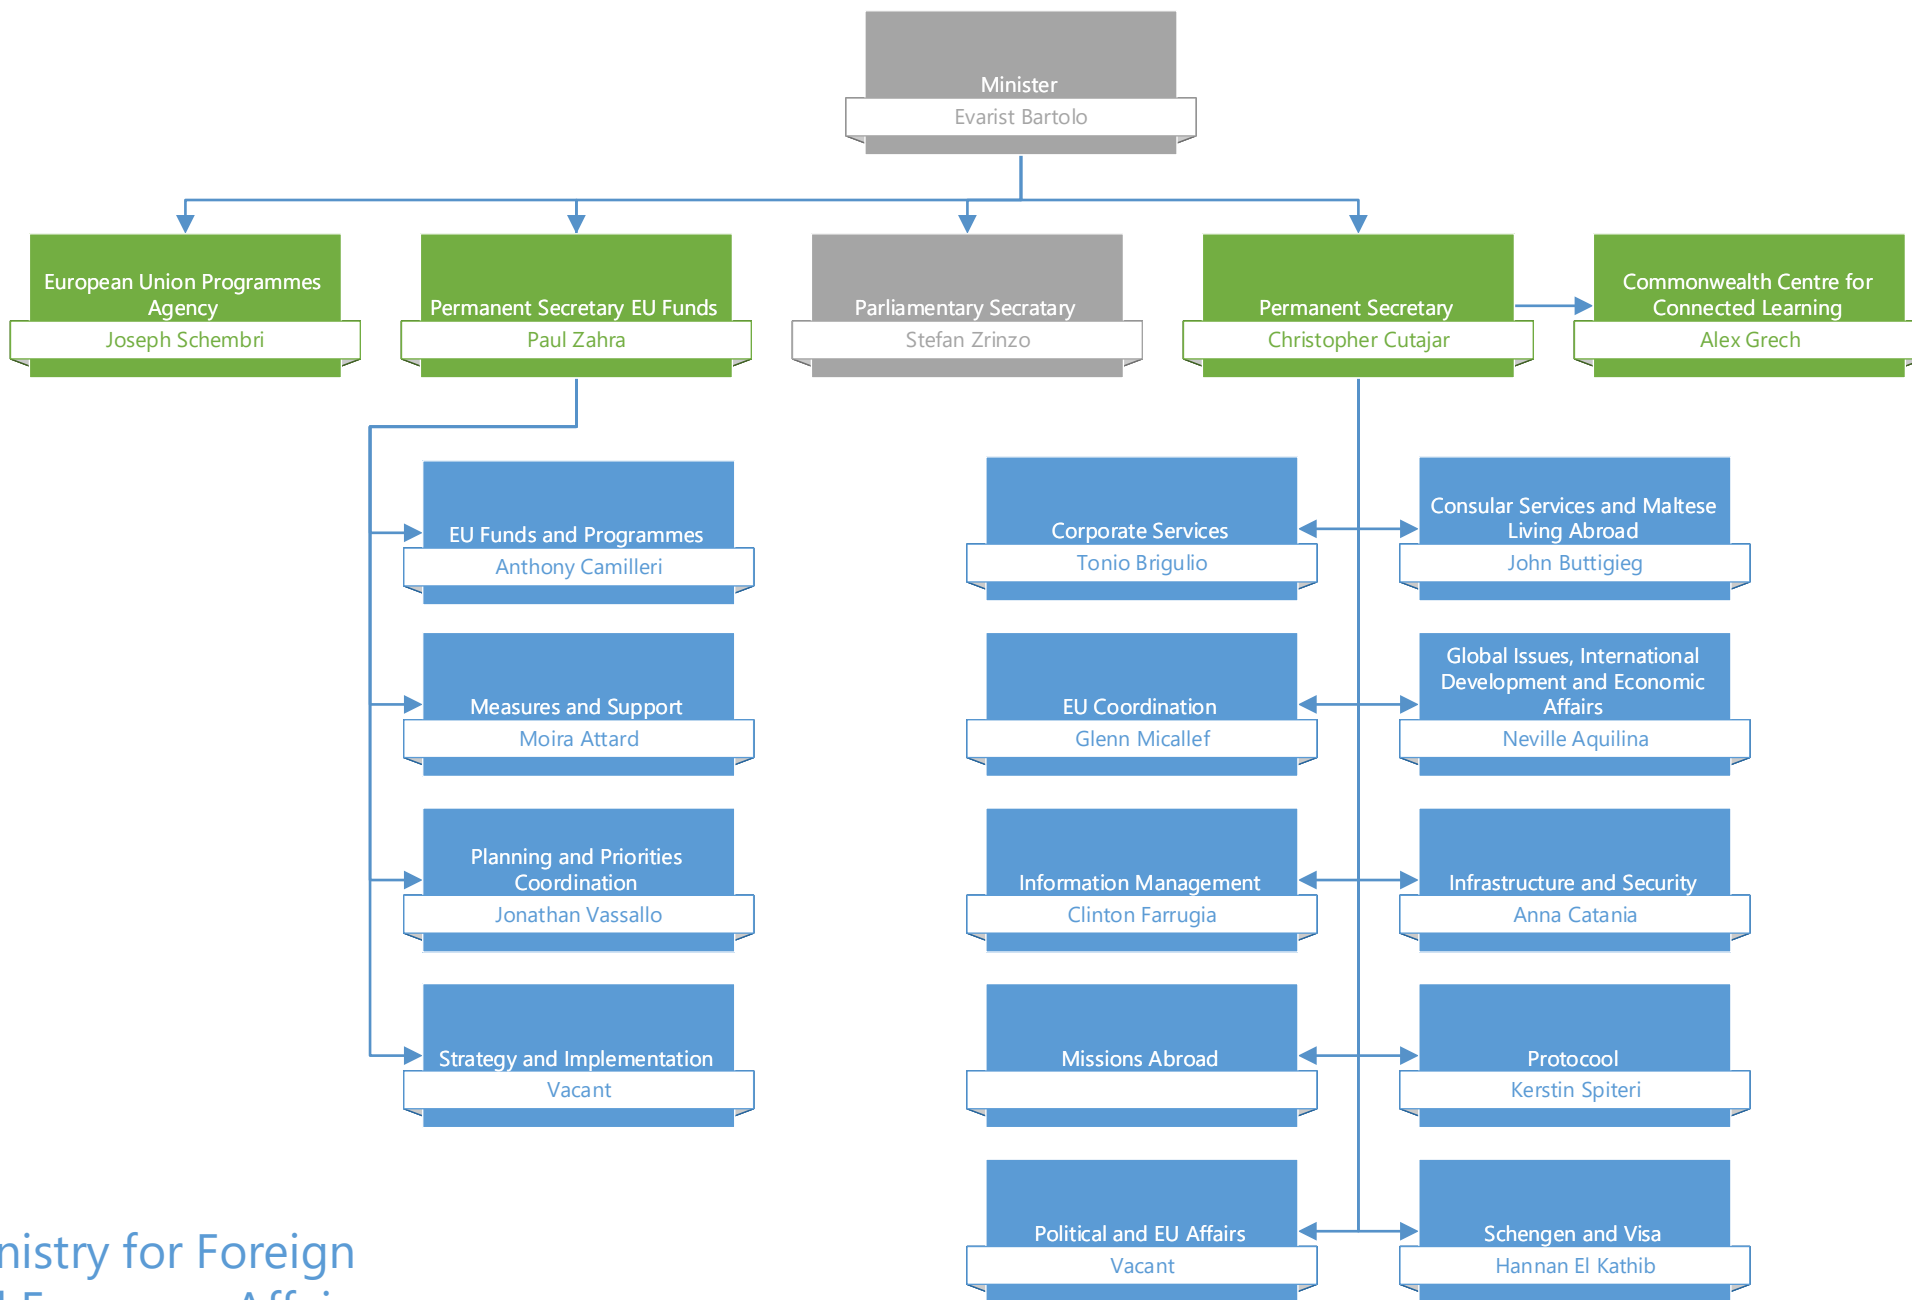 Minister
Evarist Bartolo
European Union Programmes
Agency
Joseph Schembri
Permanent Secretary EU Funds
Paul Zahra
Parliamentary Secratary
Stefan Zrinzo
Permanent Secretary
Christopher Cutajar
Commonwealth Centre for
Connected Learning
Alex Grech
EU Funds and Programmes
Anthony Camilleri
Corporate Services
Tonio Brigulio
Consular Services and Maltese
Living Abroad
John Buttigieg
Measures and Support
Moira Attard
EU Coordination
Glenn Micallef
Global Issues, International
Development and Economic
Affairs
Neville Aquilina
Planning and Priorities
Coordination
Jonathan Vassallo
Information Management
Clinton Farrugia
Infrastructure and Security
Anna Catania
Strategy and Implementation
Vacant
Missions Abroad
Protocool
Kerstin Spiteri
Political and EU Affairs
Vacant
Schengen and Visa
Hannan El Kathib
nistry for Foreign